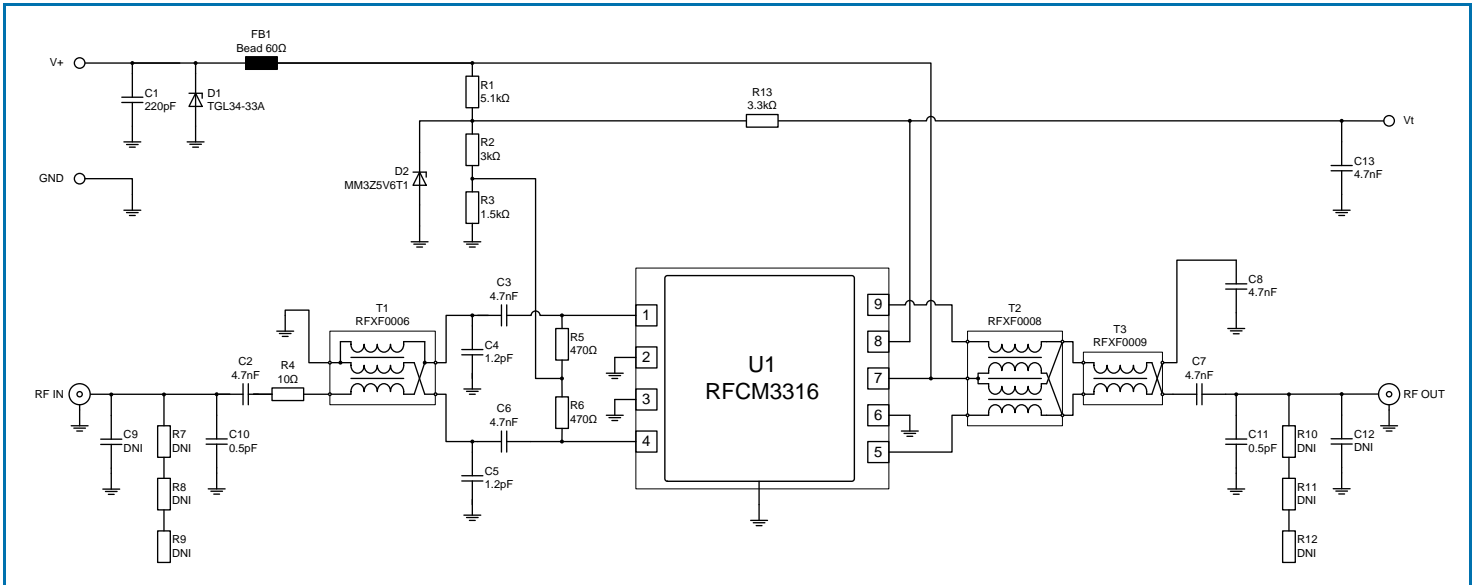 FB1
Bead 60Ω
V+
C1
220pF
D1
TGL34-33A
R1
5.1kΩ
R13
3.3kΩ
Vt
R2
3kΩ
D2
MM3Z5V6T1
C13
4.7nF
GND
R3
1.5kΩ
C3
4.7nF
C8
4.7nF
T1
RFXF0006
T2
RFXF0008
T3
RFXF0009
1
2
3
4
9
8
7
6
5
U1
RFCM3316
C4
1.2pF
R5
470Ω
C2
4.7nF
R4
10Ω
C7
4.7nF
RF IN
RF OUT
C6
4.7nF
R6
470Ω
C9
DNI
R7
DNI
C10
0.5pF
C11
0.5pF
R10
DNI
C12
DNI
C5
1.2pF
R8
DNI
R11
DNI
R9
DNI
R12
DNI